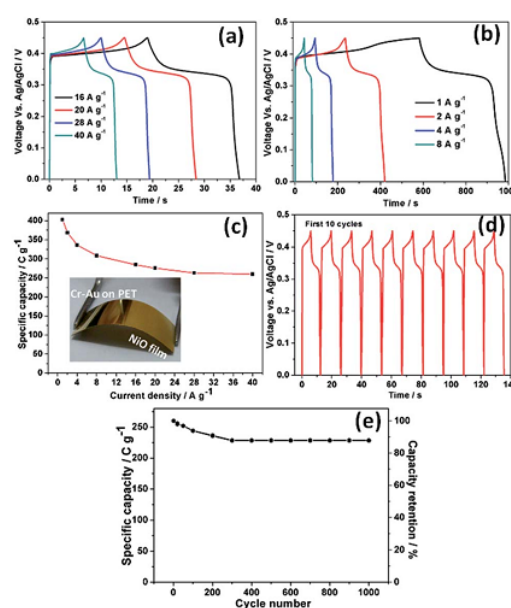 (a)
0.5
0.4
0.3
0.2
0.1
0.0
Voltage Vs. Ag/AgCl / V
16 A g⁻¹
20 A g⁻¹
28 A g⁻¹
40 A g⁻¹
0 5 10 15 20 25 30 35 40
Time / s
(b)
0.5
0.4
0.3
0.2
0.1
0.0
Voltage Vs. Ag/AgCl / V
1 A g⁻¹
2 A g⁻¹
4 A g⁻¹
8 A g⁻¹
0 200 400 600 800 1000
Time / s
(c)
400
350
300
250
200
150
100
50
0
Specific capacity / C g⁻¹
Cr-Au on PET
NiO film
0 4 8 12 16 20 24 28 32 36 40
Current density / A g⁻¹
(d)
First 10 cycles
0.5
0.4
0.3
0.2
0.1
0.0
Voltage vs. Ag/AgCl / V
0 20 40 60 80 100 120 140
Time / s
(e)
250
200
150
100
50
0
Specific capacity / C g⁻¹
100
80
60
40
20
0
Capacity retention / %
0 200 400 600 800 1000
Cycle number